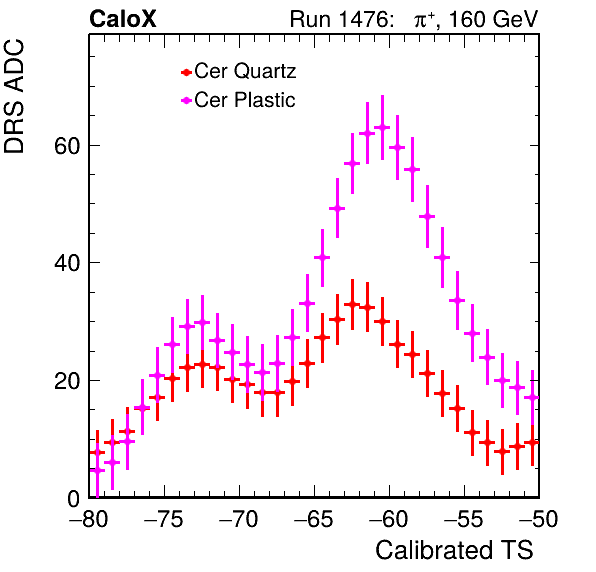 CaloX Run 1476: π+, 160 GeV
DRS ADC
Cer Quartz
Cer Plastic
60
40
20
0
−80 −75 −70 −65 −60 −55 −50
Calibrated TS